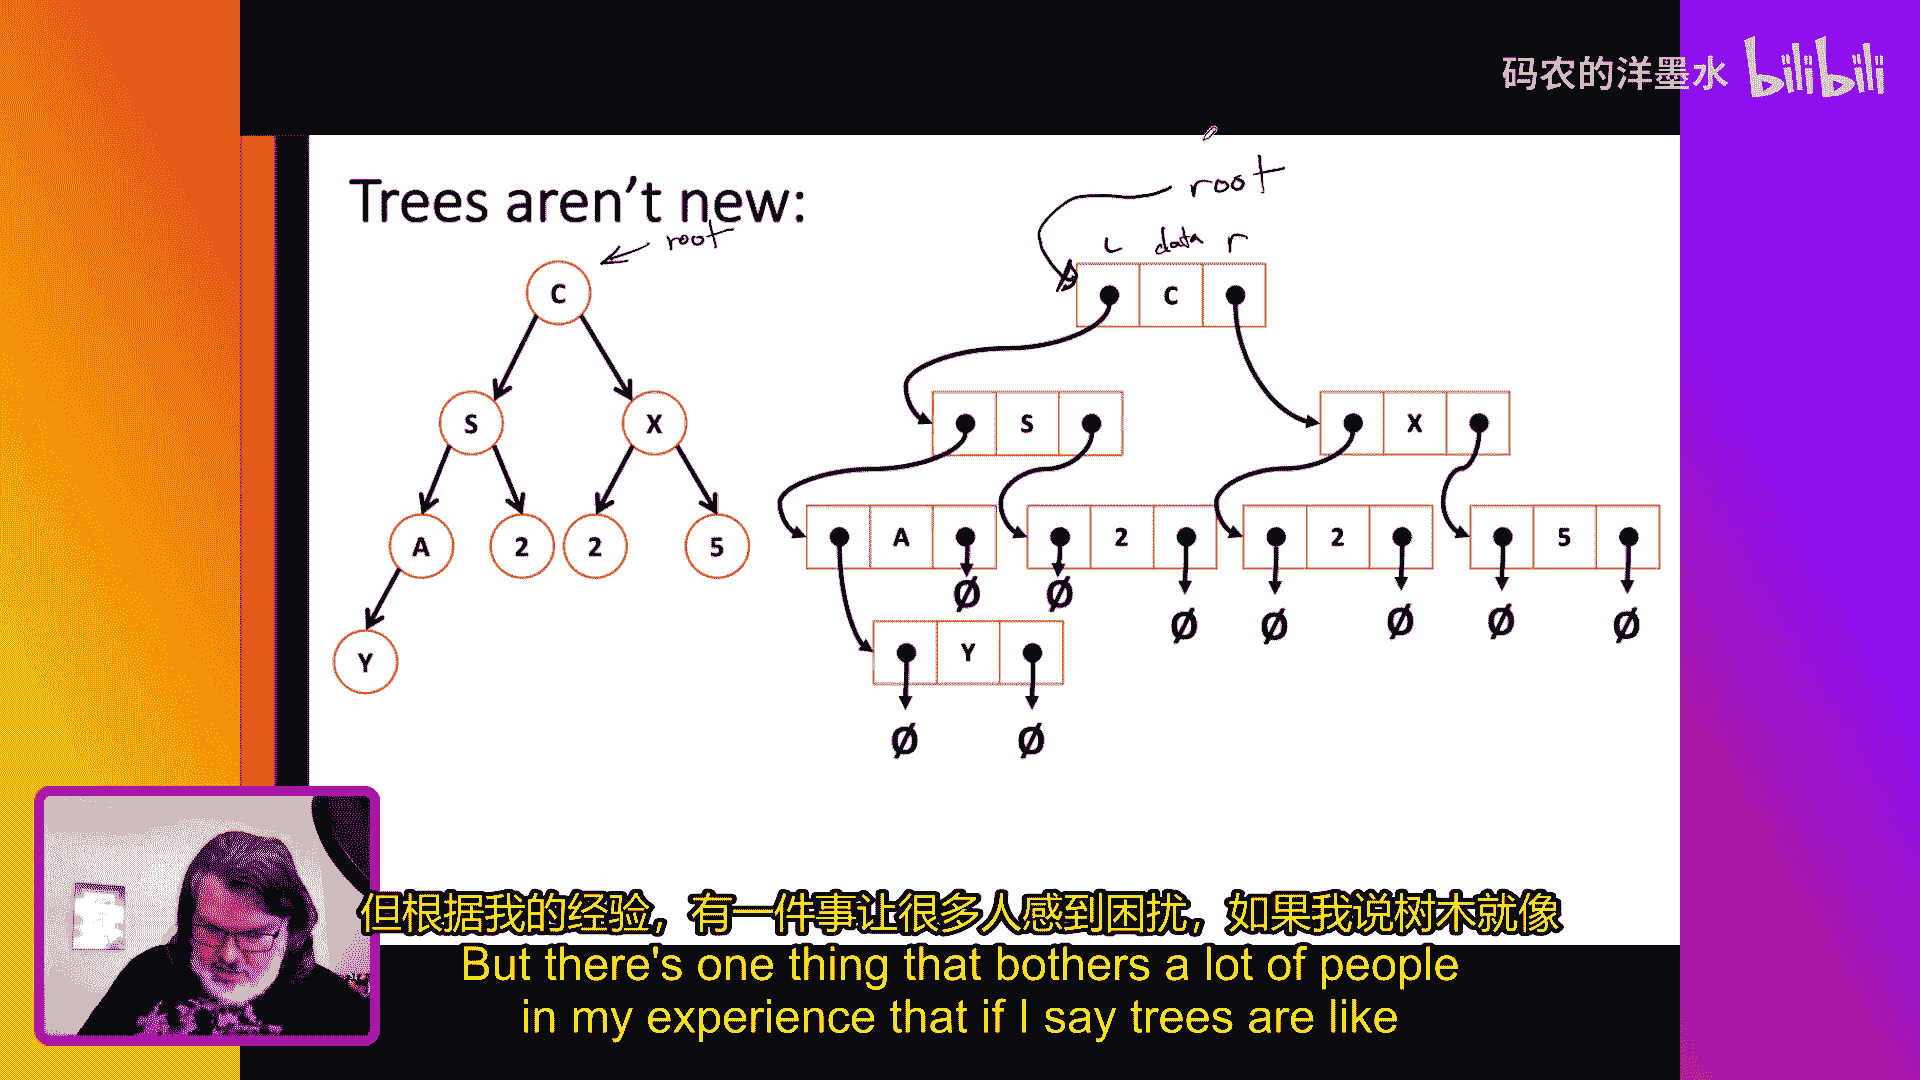 码农的洋墨水 bilibili
Trees aren't new:
root
root
L data r
C
S X
A 2 2 5
Y
C
S X
A 2 2 5
Ø Ø Ø Ø Ø Ø Ø
Y
Ø Ø
但根据我的经验，有一件事让很多人感到困扰，如果我说树木就像
But there's one thing that bothers a lot of people
in my experience that if I say trees are like